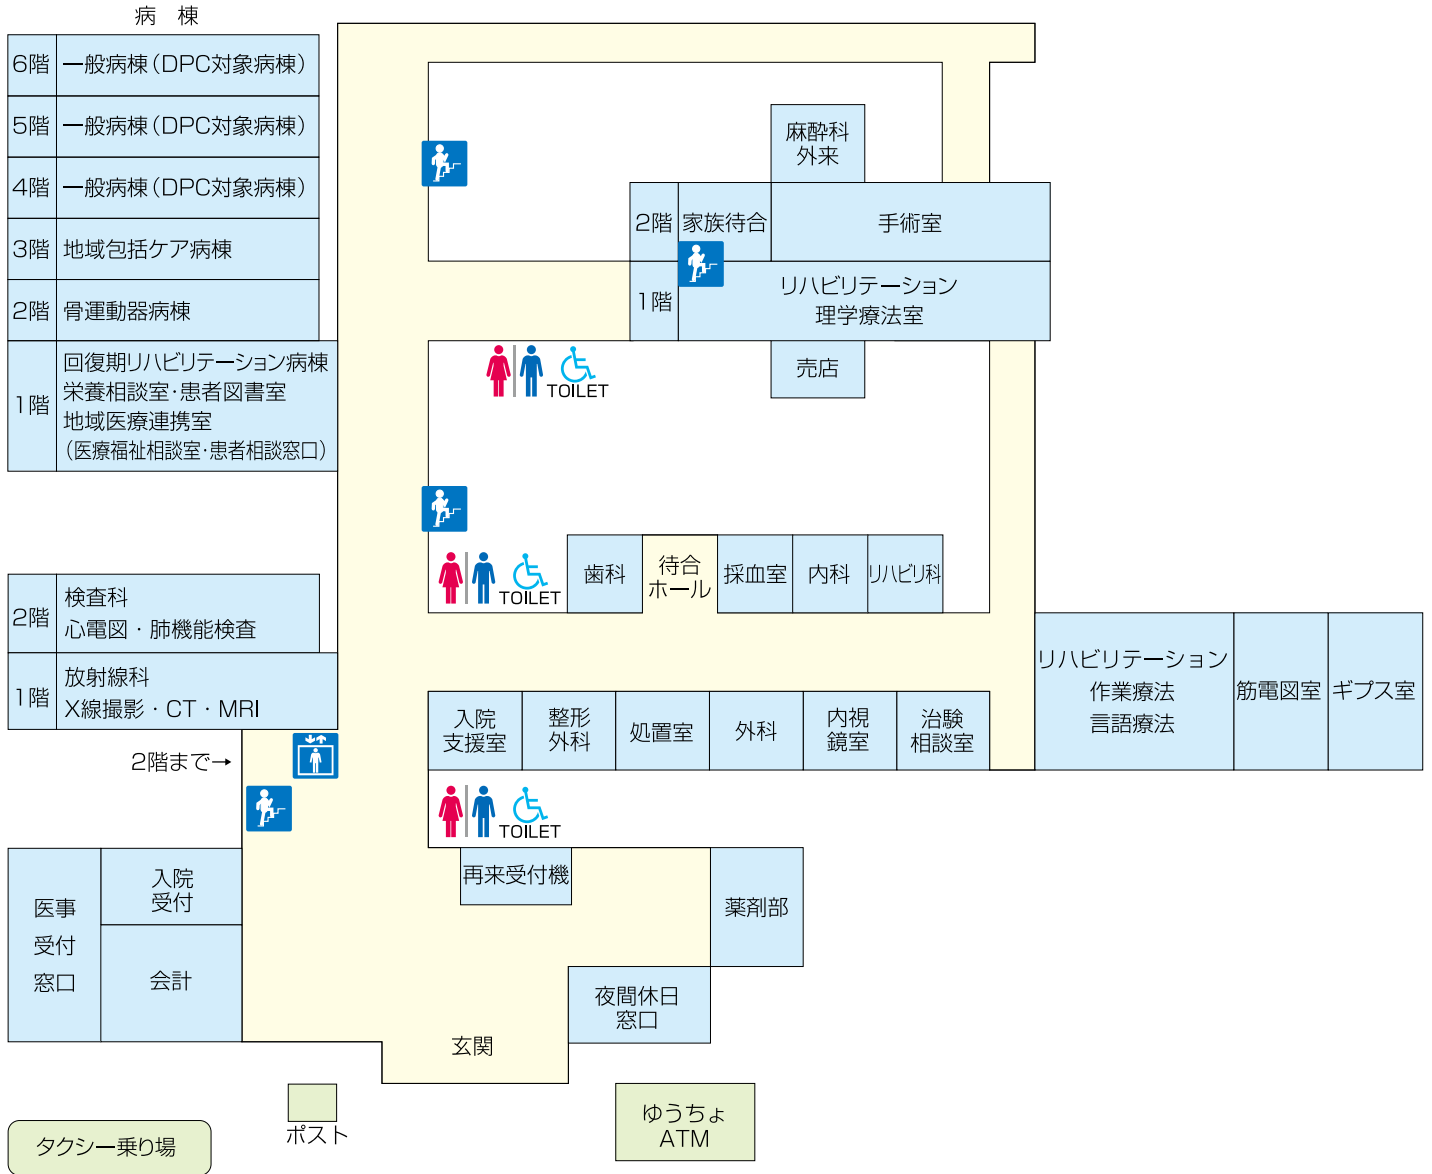 病 棟
6階 一般病棟(DPC対象病棟)
5階 一般病棟(DPC対象病棟)
4階 一般病棟(DPC対象病棟)
3階 地域包括ケア病棟
2階 骨運動器病棟
1階
回復期リハビリテーション病棟
栄養相談室・患者図書室
地域医療連携室
(医療福祉相談室・患者相談窓口)
麻酔科
外来
2階 家族待合 手術室
1階
リハビリテーション
理学療法室
売店
TOILET
TOILET
歯科
待合
ホール
採血室
内科
リハビリ科
2階
検査科
心電図・肺機能検査
1階
放射線科
X線撮影・CT・MRI
2階まで→
リハビリテーション
作業療法
言語療法
筋電図室
ギプス室
入院
支援室
整形
外科
処置室
外科
内視
鏡室
治験
相談室
TOILET
医事
受付
窓口
入院
受付
会計
再来受付機
薬剤部
夜間休日
窓口
玄関
ポスト
タクシー乗り場
ゆうちょ
ATM